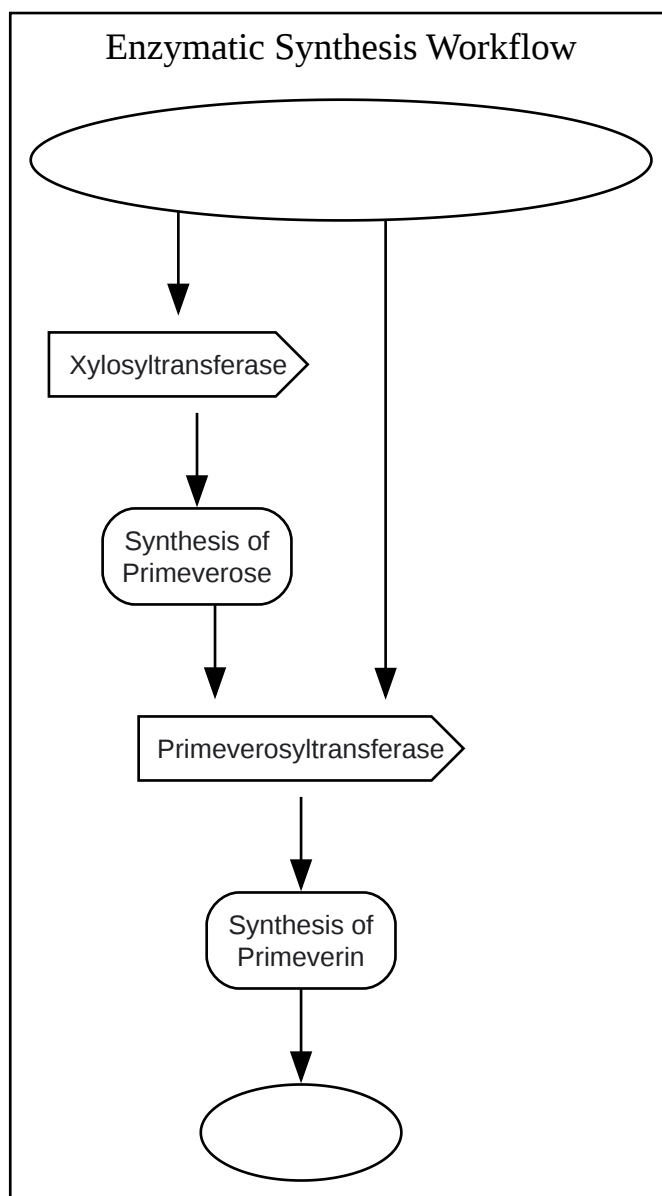 Enzymatic Synthesis Workflow
Xylosyltransferase
Synthesis of
Primeverose
Primeverosyltransferase
Synthesis of
Primeverin